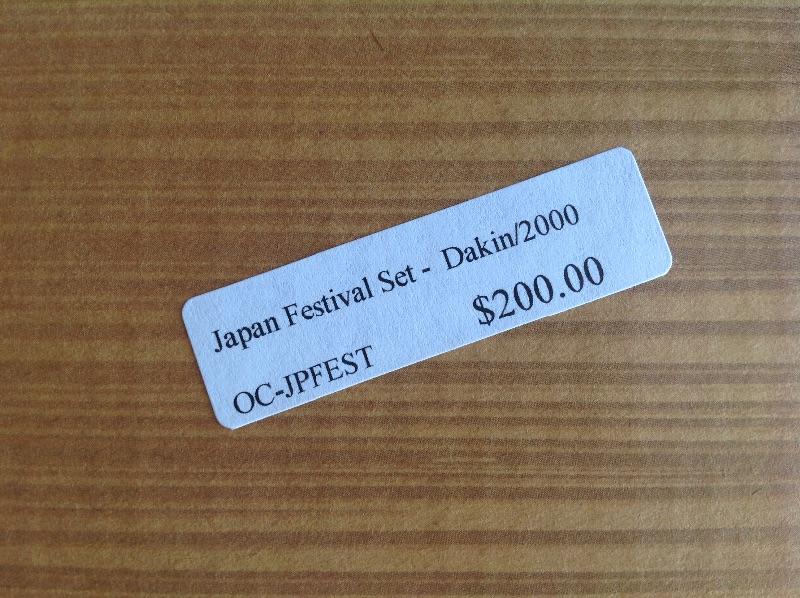 Japan Festival Set - Dakin/2000
$200.00
OC-JPFEST